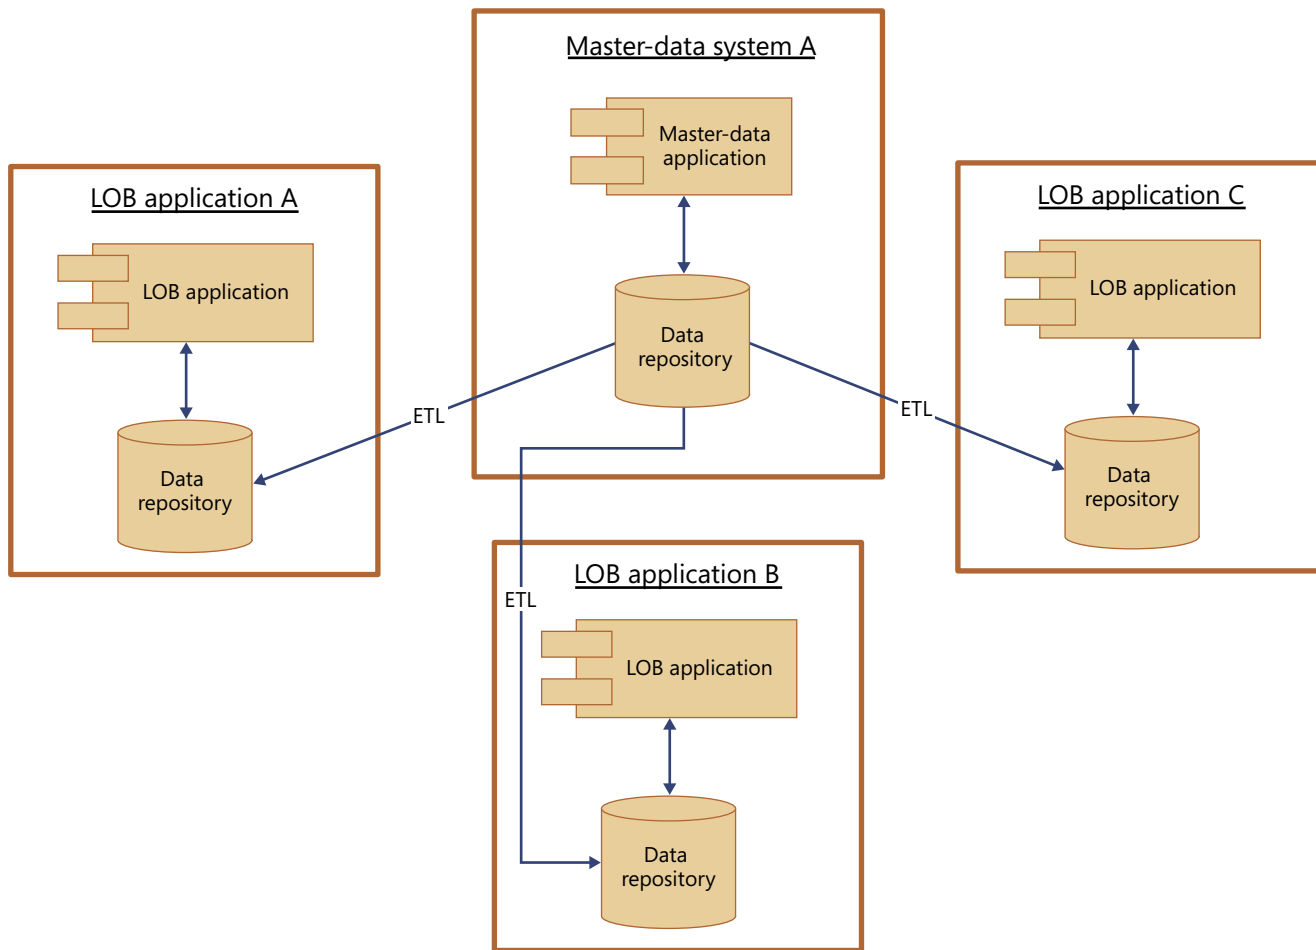 Master-data system A
Master-data
application
Data
repository
LOB application A
LOB application
Data
repository
ETL
ETL
LOB application C
LOB application
Data
repository
ETL
LOB application B
LOB application
Data
repository